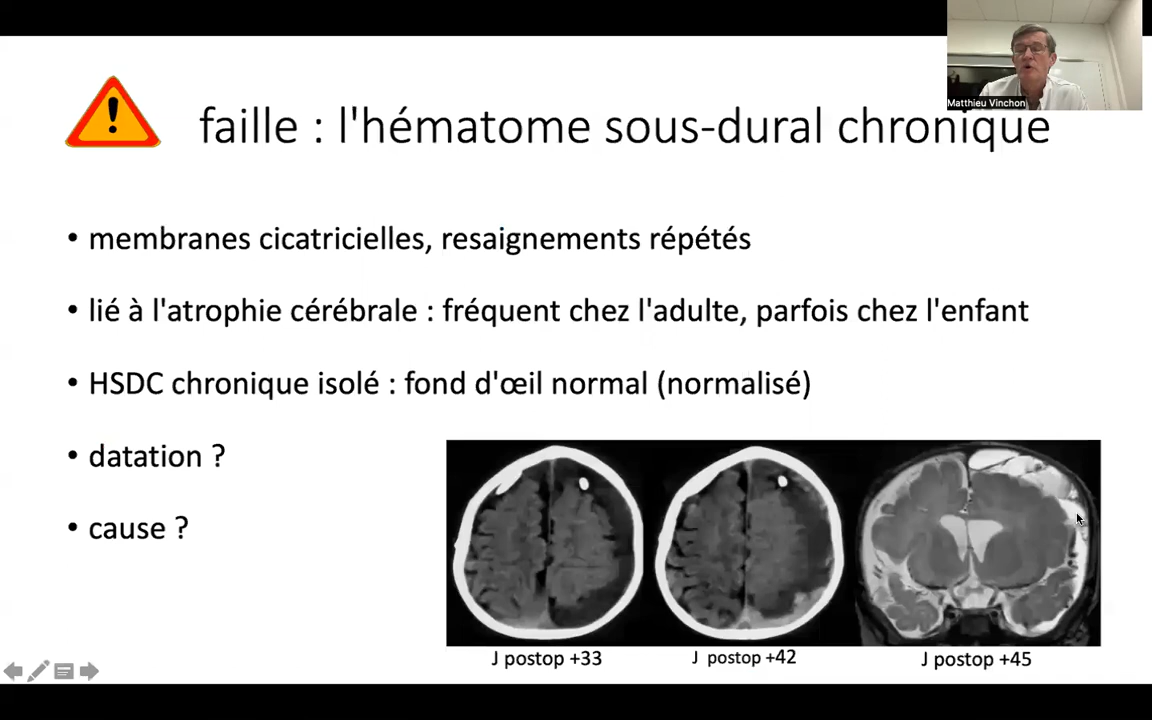 Matthieu Vinchon
faille : l'hématome sous-dural chronique
• membranes cicatricielles, resaignements répétés
• lié à l'atrophie cérébrale : fréquent chez l'adulte, parfois chez l'enfant
• HSDC chronique isolé : fond d'œil normal (normalisé)
• datation ?
• cause ?
J postop +33
J postop +42
J postop +45